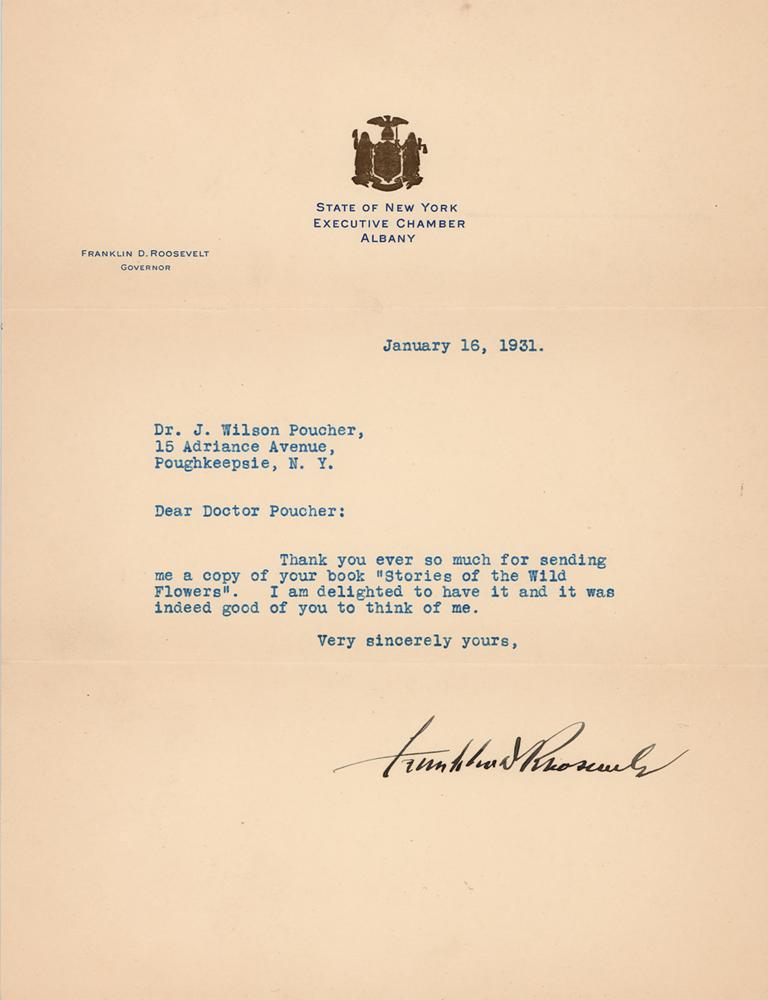 STATE OF NEW YORK
EXECUTIVE CHAMBER
ALBANY
FRANKLIN D. ROOSEVELT
GOVERNOR
January 16, 1931.
Dr. J. Wilson Poucher,
15 Adriance Avenue,
Poughkeepsie, N. Y.
Dear Doctor Poucher:
Thank you ever so much for sending
me a copy of your book "Stories of the Wild
Flowers". I am delighted to have it and it was
indeed good of you to think of me.
Very sincerely yours,
Franklin D Roosevelt